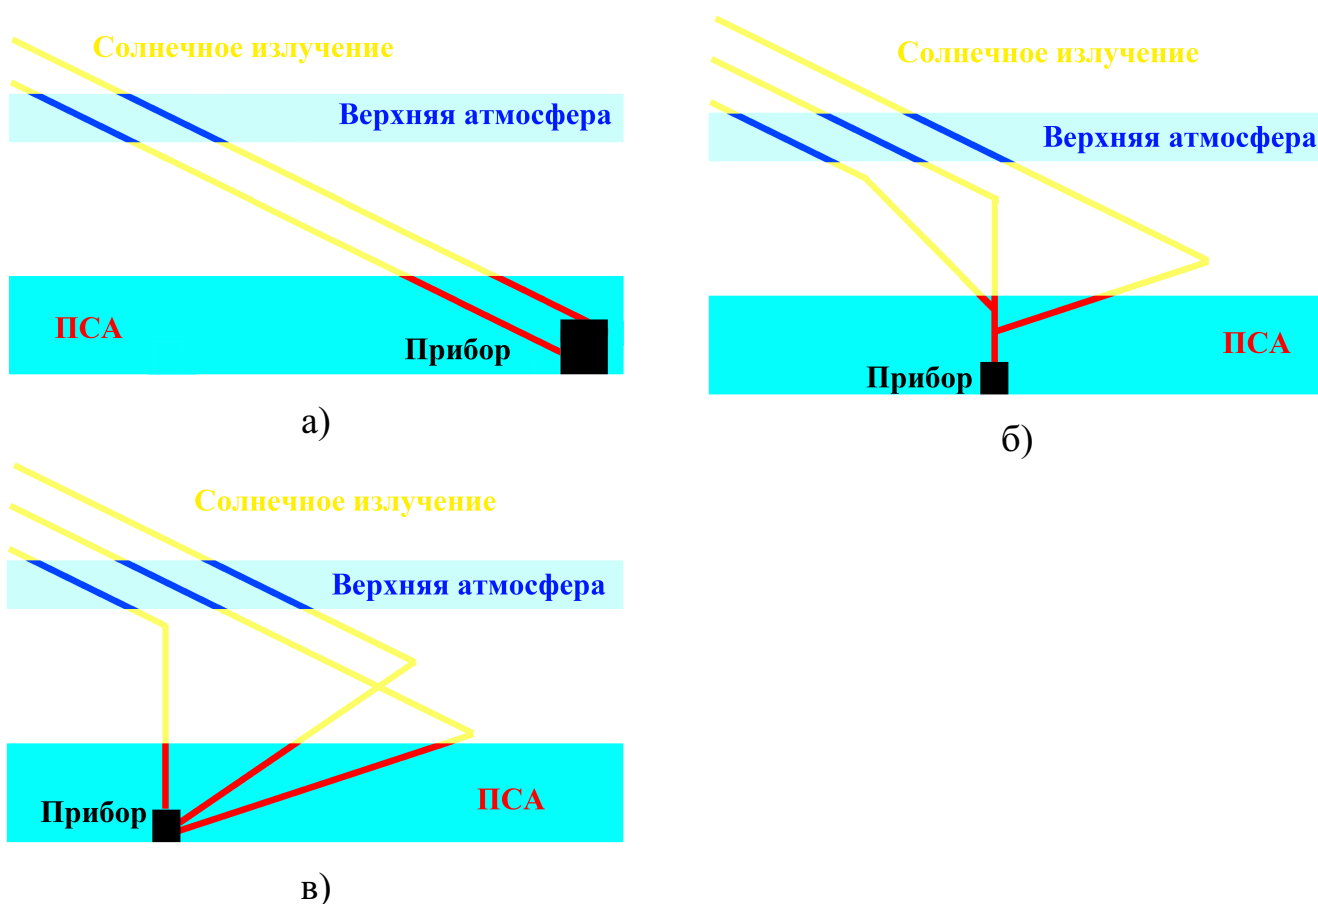 Солнечное излучение
Верхняя атмосфера
ПСА
Прибор
а)
Солнечное излучение
Верхняя атмосфера
ПСА
Прибор
б)
Солнечное излучение
Верхняя атмосфера
ПСА
Прибор
в)